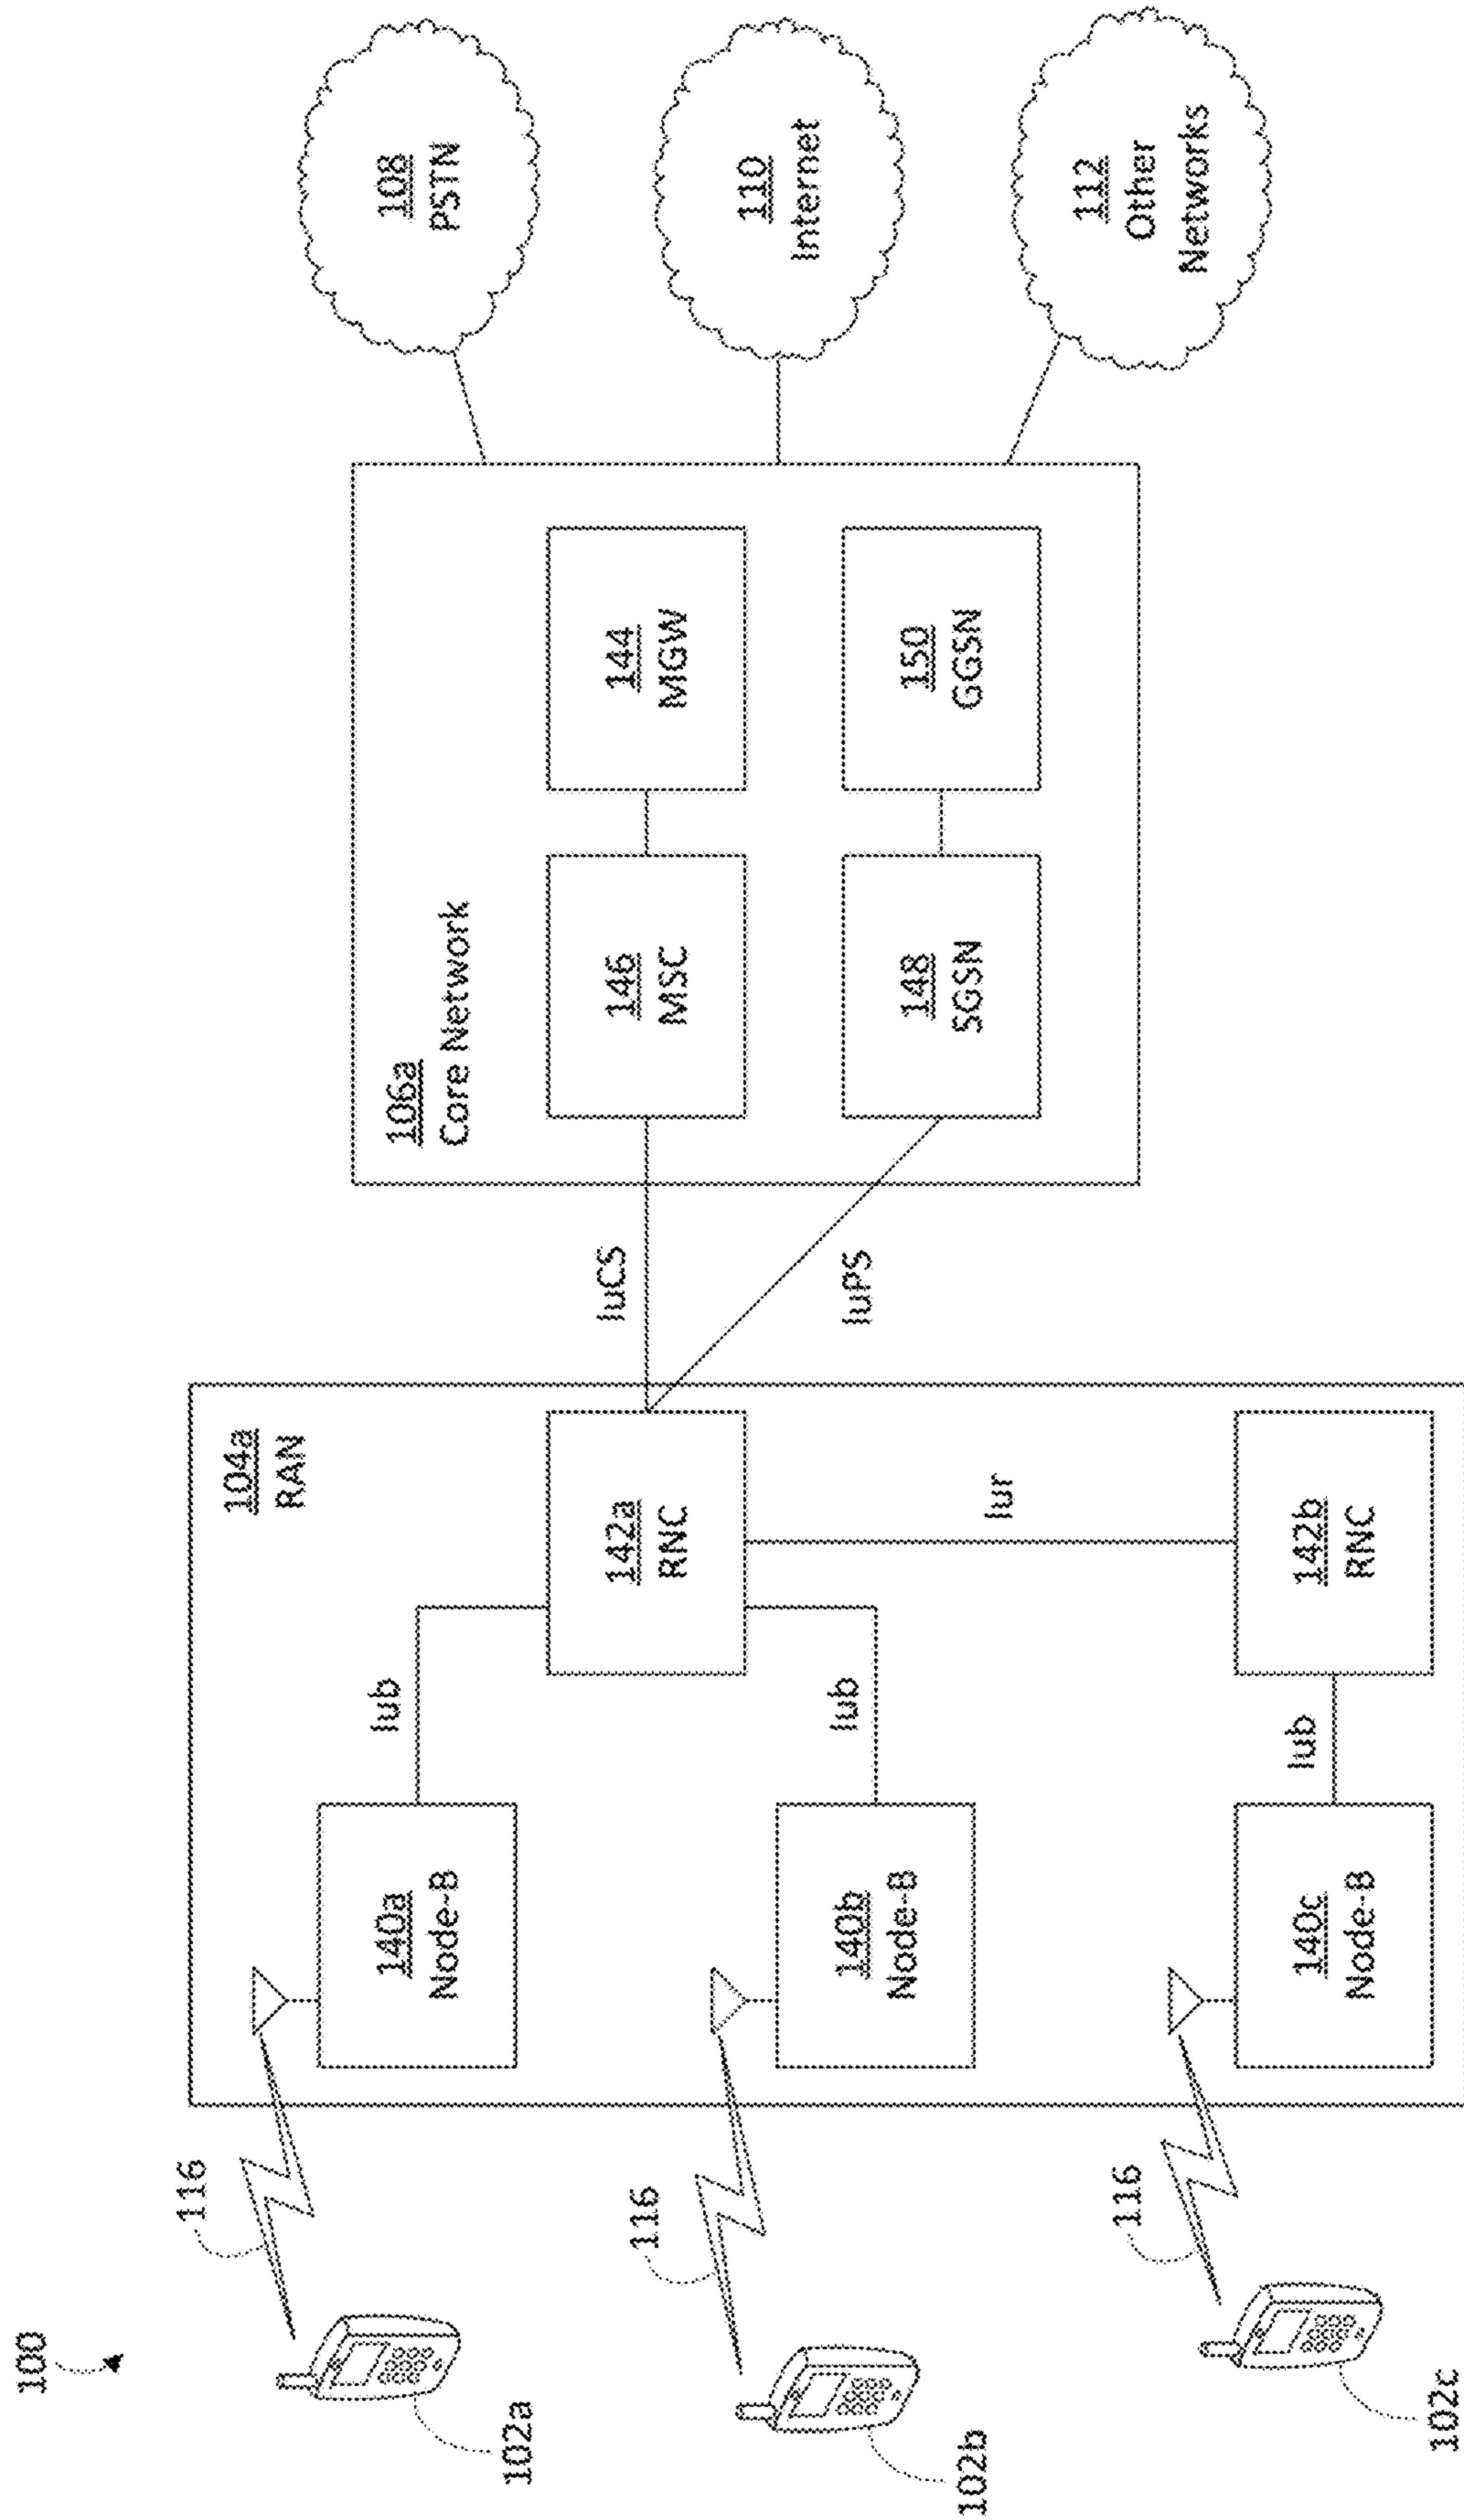 100
102a
116
102b
116
102c
116
104a
RAN
140a
Node-B
140b
Node-B
140c
Node-B
Iub
Iub
Iub
142a
RNC
Iur
142b
RNC
IuCS
IuPS
106a
Core Network
146
MSC
144
MGW
148
SGSN
150
GGSN
108
PSTN
110
Internet
112
Other
Networks